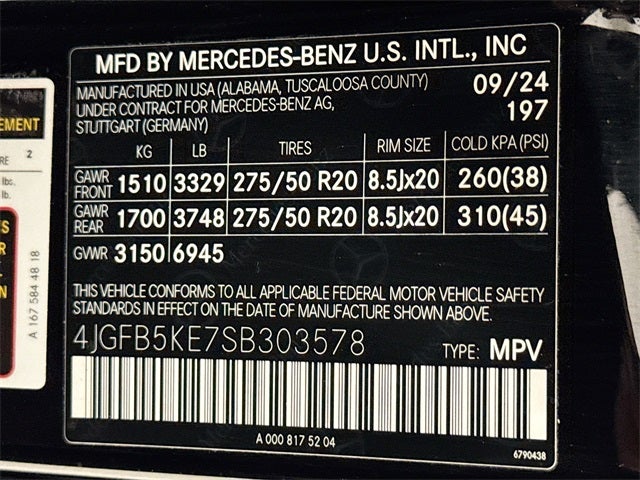 MFD BY MERCEDES-BENZ U.S. INTL., INC
MANUFACTURED IN USA (ALABAMA, TUSCALOOSA COUNTY)
UNDER CONTRACT FOR MERCEDES-BENZ AG,
STUTTGART (GERMANY)
09/24
197
KG LB TIRES RIM SIZE COLD KPA (PSI)
GAWR FRONT 1510 3329 275/50 R20 8.5Jx20 260(38)
GAWR REAR 1700 3748 275/50 R20 8.5Jx20 310(45)
GVWR 3150 6945
THIS VEHICLE CONFORMS TO ALL APPLICABLE FEDERAL MOTOR VEHICLE SAFETY
STANDARDS IN EFFECT ON THE DATE OF MANUFACTURE SHOWN ABOVE.
4JGFB5KE7SB303578 TYPE: MPV
A 000 817 52 04
6790438
EMENT
RE 2
lbs.
lb.
S
R
L
N
A 167 584 48 18